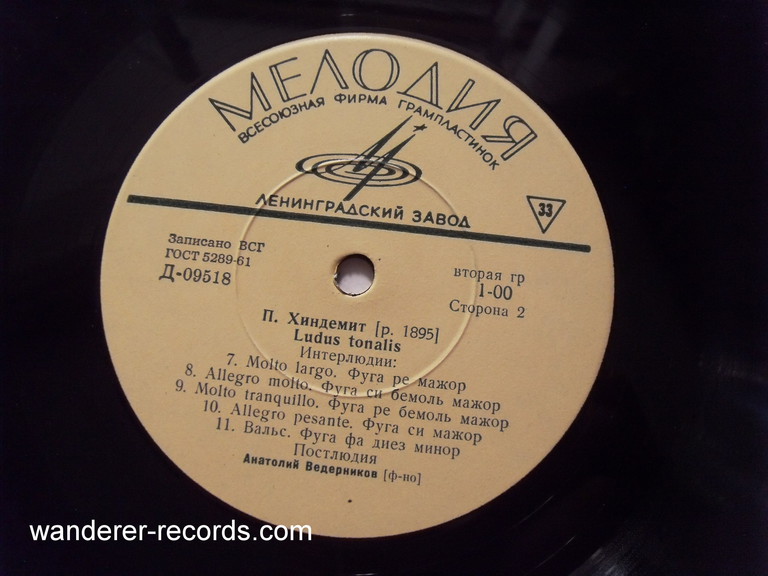 МЕЛОДИЯ
ВСЕСОЮЗНАЯ ФИРМА ГРАМПЛАСТИНОК
ЛЕНИНГРАДСКИЙ ЗАВОД
33
Записано ВСГ
ГОСТ 5289-61
Д-09518
вторая гр
1-00
Сторона 2
П. Хиндемит [р. 1895]
Ludus tonalis
Интерлюдии:
7. Molto largo. Фуга ре мажор
8. Allegro molto. Фуга си бемоль мажор
9. Molto tranquillo. Фуга ре бемоль мажор
10. Allegro pesante. Фуга си мажор
11. Вальс. Фуга фа диез минор
Постлюдия
Анатолий Ведерников [ф-но]
wanderer-records.com